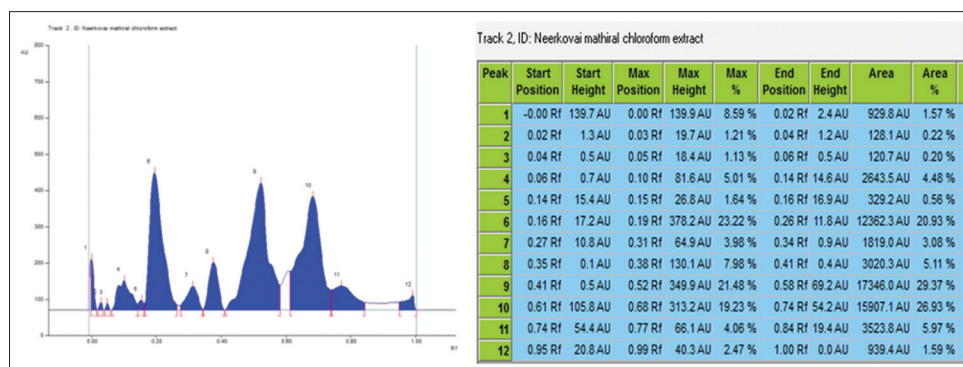 Track 2 , ID: Neerkovai mathiral chloroform extract
800
AU
700
600
500
400
300
200
100
0
1
3
4
5
6
7
8
9
10
11
12
0.00
0.20
0.40
0.60
0.80
1.00
Rf
Track 2, ID: Neerkovai mathiral chloroform extract
Peak Start Position Start Height Max Position Max Height Max % End Position End Height Area Area %
1 -0.00 Rf 139.7 AU 0.00 Rf 139.9 AU 8.59 % 0.02 Rf 2.4 AU 929.8 AU 1.57 %
2 0.02 Rf 1.3 AU 0.03 Rf 19.7 AU 1.21 % 0.04 Rf 1.2 AU 128.1 AU 0.22 %
3 0.04 Rf 0.5 AU 0.05 Rf 18.4 AU 1.13 % 0.06 Rf 0.5 AU 120.7 AU 0.20 %
4 0.06 Rf 0.7 AU 0.10 Rf 81.6 AU 5.01 % 0.14 Rf 14.6 AU 2643.5 AU 4.48 %
5 0.14 Rf 15.4 AU 0.15 Rf 26.8 AU 1.64 % 0.16 Rf 16.9 AU 329.2 AU 0.56 %
6 0.16 Rf 17.2 AU 0.19 Rf 378.2 AU 23.22 % 0.26 Rf 11.8 AU 12362.3 AU 20.93 %
7 0.27 Rf 10.8 AU 0.31 Rf 64.9 AU 3.98 % 0.34 Rf 0.9 AU 1819.0 AU 3.08 %
8 0.35 Rf 0.1 AU 0.38 Rf 130.1 AU 7.98 % 0.41 Rf 0.4 AU 3020.3 AU 5.11 %
9 0.41 Rf 0.5 AU 0.52 Rf 349.9 AU 21.48 % 0.58 Rf 69.2 AU 17346.0 AU 29.37 %
10 0.61 Rf 105.8 AU 0.68 Rf 313.2 AU 19.23 % 0.74 Rf 54.2 AU 15907.1 AU 26.93 %
11 0.74 Rf 54.4 AU 0.77 Rf 66.1 AU 4.06 % 0.84 Rf 19.4 AU 3523.8 AU 5.97 %
12 0.95 Rf 20.8 AU 0.99 Rf 40.3 AU 2.47 % 1.00 Rf 0.0 AU 939.4 AU 1.59 %